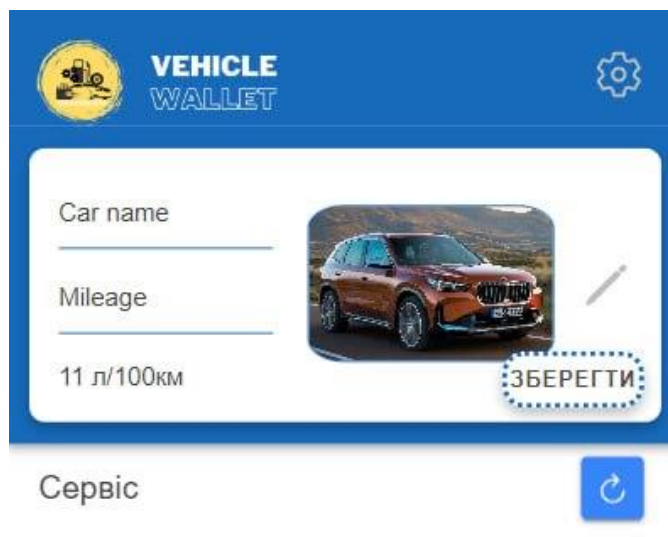 VEHICLE
WALLET
Car name
Mileage
11 л/100км
ЗБЕРЕГТИ
Сервіс